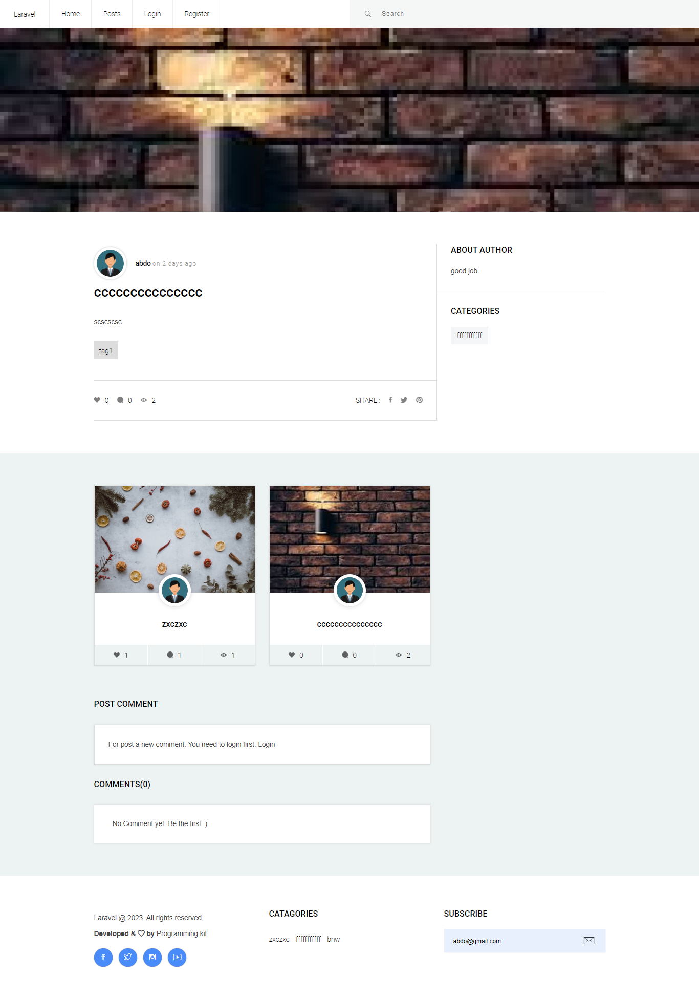 Laravel
Home
Posts
Login
Register
Search
abdo on 2 days ago
CCCCCCCCCCCCCCC
scscscsc
tag1
0 0 2
SHARE :
ABOUT AUTHOR
good job
CATEGORIES
fffffffffff
zxczxc
1 1 1
ccccccccccccccc
0 0 2
POST COMMENT
For post a new comment. You need to login first. Login
COMMENTS(0)
No Comment yet. Be the first :)
Laravel @ 2023. All rights reserved.
Developed & by Programming kit
CATAGORIES
zxczxc fffffffffff bnw
SUBSCRIBE
abdo@gmail.com